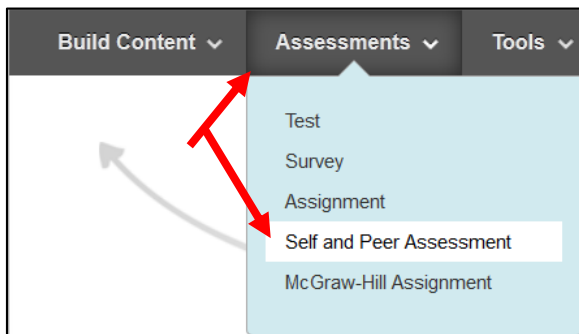 Build Content Assessments Tools
Test
Survey
Assignment
Self and Peer Assessment
McGraw-Hill Assignment